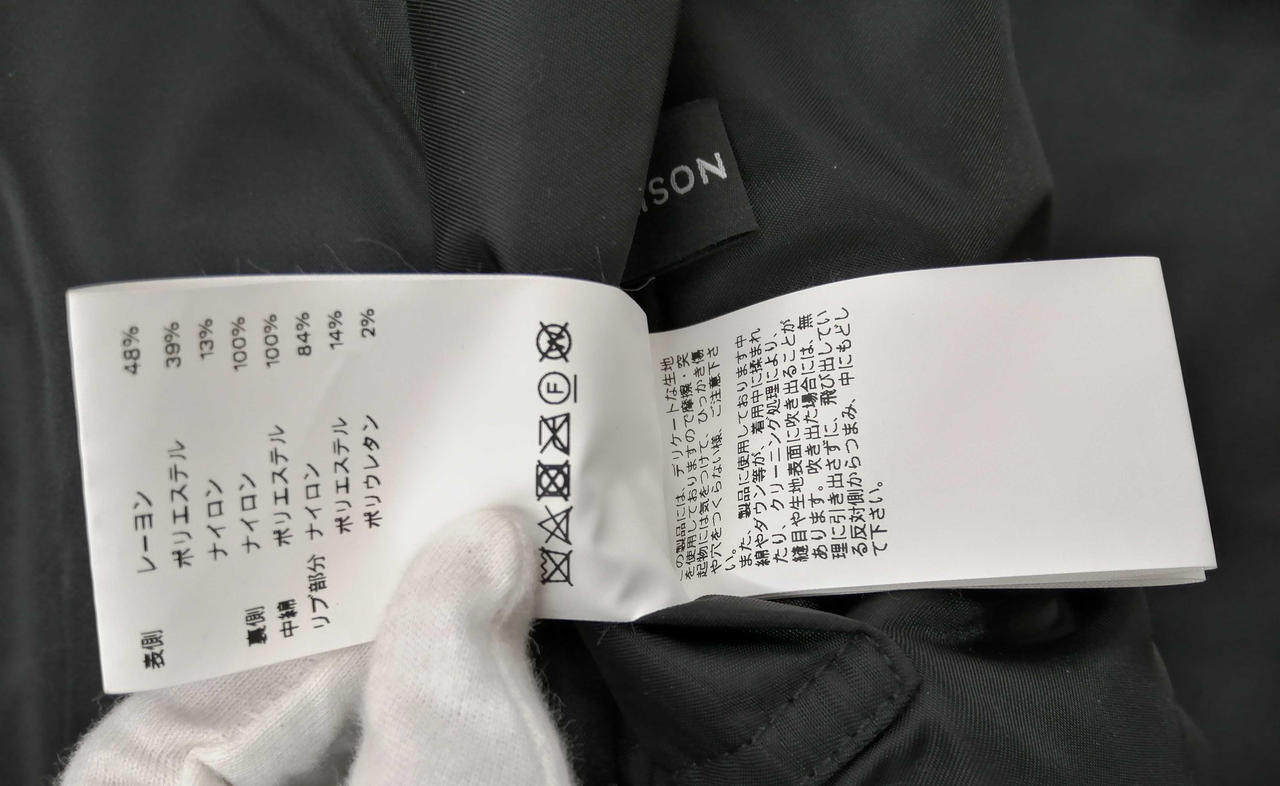 表側 レーヨン 48%
ポリエステル 39%
ナイロン 13%
裏側 ナイロン 100%
中綿 ポリエステル 100%
リブ部分 ナイロン 84%
ポリエステル 14%
ポリウレタン 2%
F
W
この製品には、デリケートな生地
を使用しておりますので摩擦・突
起物には気をつけて、ひっかき傷
や穴をつくらない様、ご注意下さ
い。
また、製品に使用しております中
綿やダウン等が、着用中に揉まれ
たり、クリーニング処理により、
縫目や生地表面に吹き出ることが
あります。吹き出た場合には、無
理に引き出さずに、飛び出してい
る反対側からつまみ、中にもどし
て下さい。
ISON